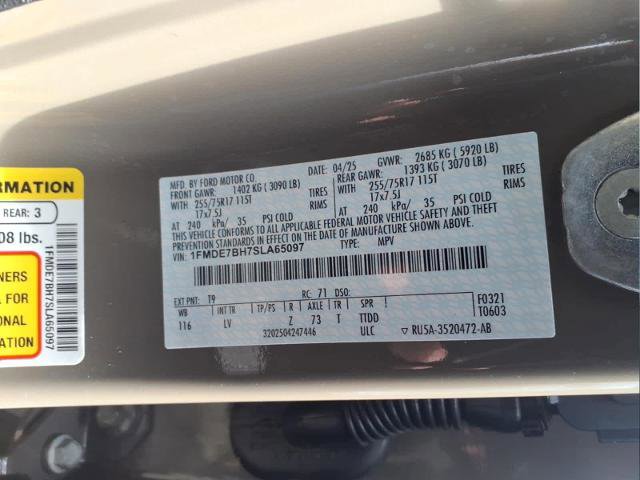 MFD. BY FORD MOTOR CO.
04/25
GVWR: 2685 KG ( 5920 LB)
FRONT GAWR: 1402 KG ( 3090 LB)
REAR GAWR: 1393 KG ( 3070 LB)
WITH 255/75R17 115T TIRES
WITH 255/75R17 115T TIRES
17x7.5J RIMS
17x7.5J RIMS
AT 240 kPa/ 35 PSI COLD
AT 240 kPa/ 35 PSI COLD
THIS VEHICLE CONFORMS TO ALL APPLICABLE FEDERAL MOTOR VEHICLE SAFETY AND THEFT
PREVENTION STANDARDS IN EFFECT ON THE DATE OF MANUFACTURE SHOWN ABOVE.
VIN: 1FMDE7BH7SLA65097
TYPE: MPV
EXT PNT: T9 RC: 71 DSO:
WB INT TR TP/PS R AXLE TR SPR
F0321
116 LV Z 73 T TTDD
T0603
3202504247446 ULC
RU5A-3520472-AB
ORMATION
REAR: 3
08 lbs.
NERS
L FOR
ONAL
ATION
1FMDE7BH7SLA65097